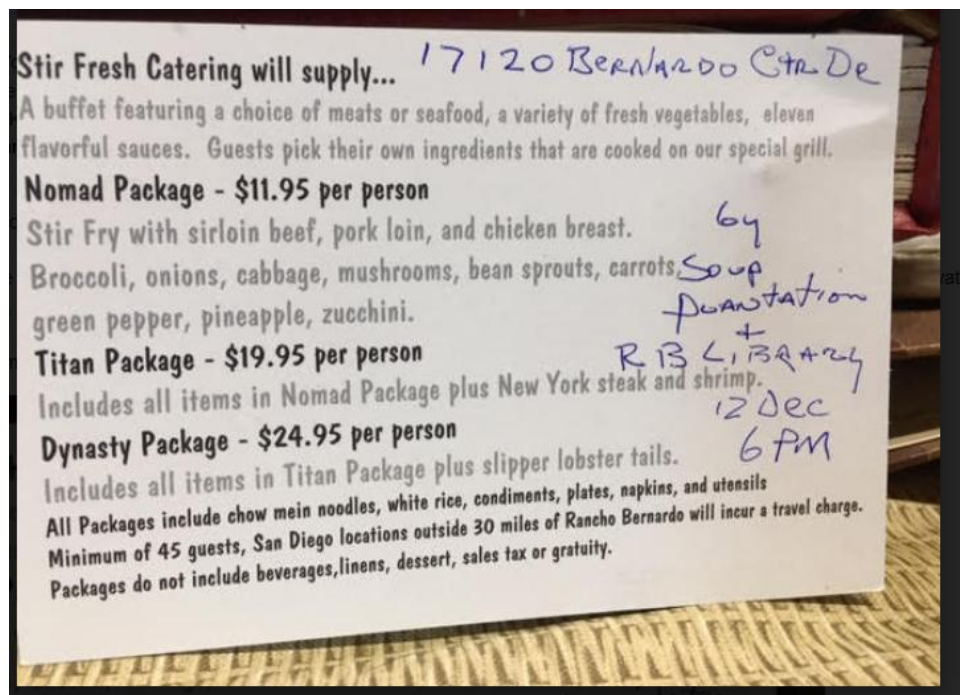 17120 BERNARDO CTR DR
Stir Fresh Catering will supply...
A buffet featuring a choice of meats or seafood, a variety of fresh vegetables, eleven
flavorful sauces. Guests pick their own ingredients that are cooked on our special grill.
Nomad Package - $11.95 per person
Stir Fry with sirloin beef, pork loin, and chicken breast.
Broccoli, onions, cabbage, mushrooms, bean sprouts, carrots,
green pepper, pineapple, zucchini.
by
Soup
PLANtAtion
+
RB LIBRARY
12 Dec
6 PM
Titan Package - $19.95 per person
Includes all items in Nomad Package plus New York steak and shrimp.
Dynasty Package - $24.95 per person
Includes all items in Titan Package plus slipper lobster tails.
All Packages include chow mein noodles, white rice, condiments, plates, napkins, and utensils
Minimum of 45 guests, San Diego locations outside 30 miles of Rancho Bernardo will incur a travel charge.
Packages do not include beverages,linens, dessert, sales tax or gratuity.